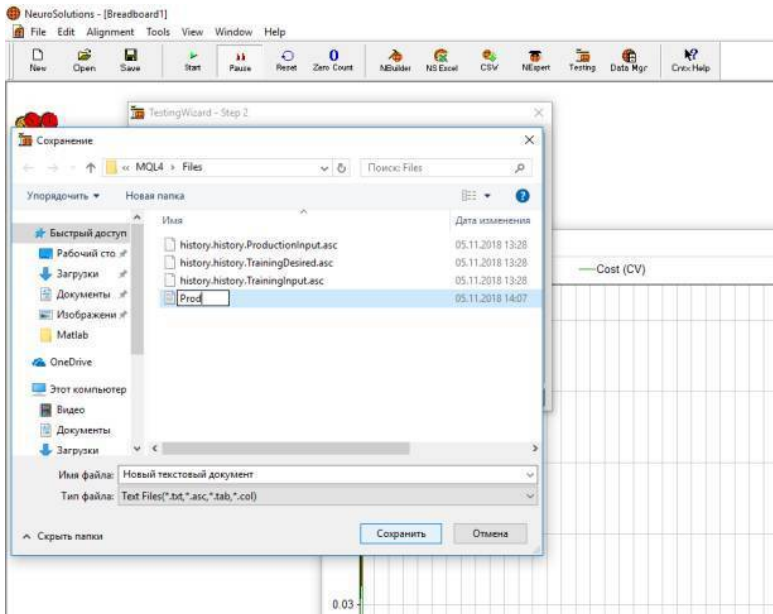 NeuroSolutions - [Breadboard1]
File Edit Alignment Tools View Window Help
New Open Save Start Pause Reset Zero Count NBuilder NS Excel CSV NExpert Testing Data Mgr Cntx Help
TestingWizard - Step 2
Сохранение
« MQL4 > Files
Поиск: Files
Упорядочить Новая папка
Имя Дата изменения
Быстрый доступ
Рабочий сто
Загрузки
Документы
Изображени
Matlab
OneDrive
Этот компьютер
Видео
Документы
Загрузки
history.history.ProductionInput.asc 05.11.2018 13:28
history.history.TrainingDesired.asc 05.11.2018 13:28
history.history.TrainingInput.asc 05.11.2018 13:28
Prod 05.11.2018 14:07
Имя файла: Новый текстовый документ
Тип файла: Text Files(*.txt,*.asc,*.tab,*.col)
Скрыть папки Сохранить Отмена
Cost (CV)
0.03